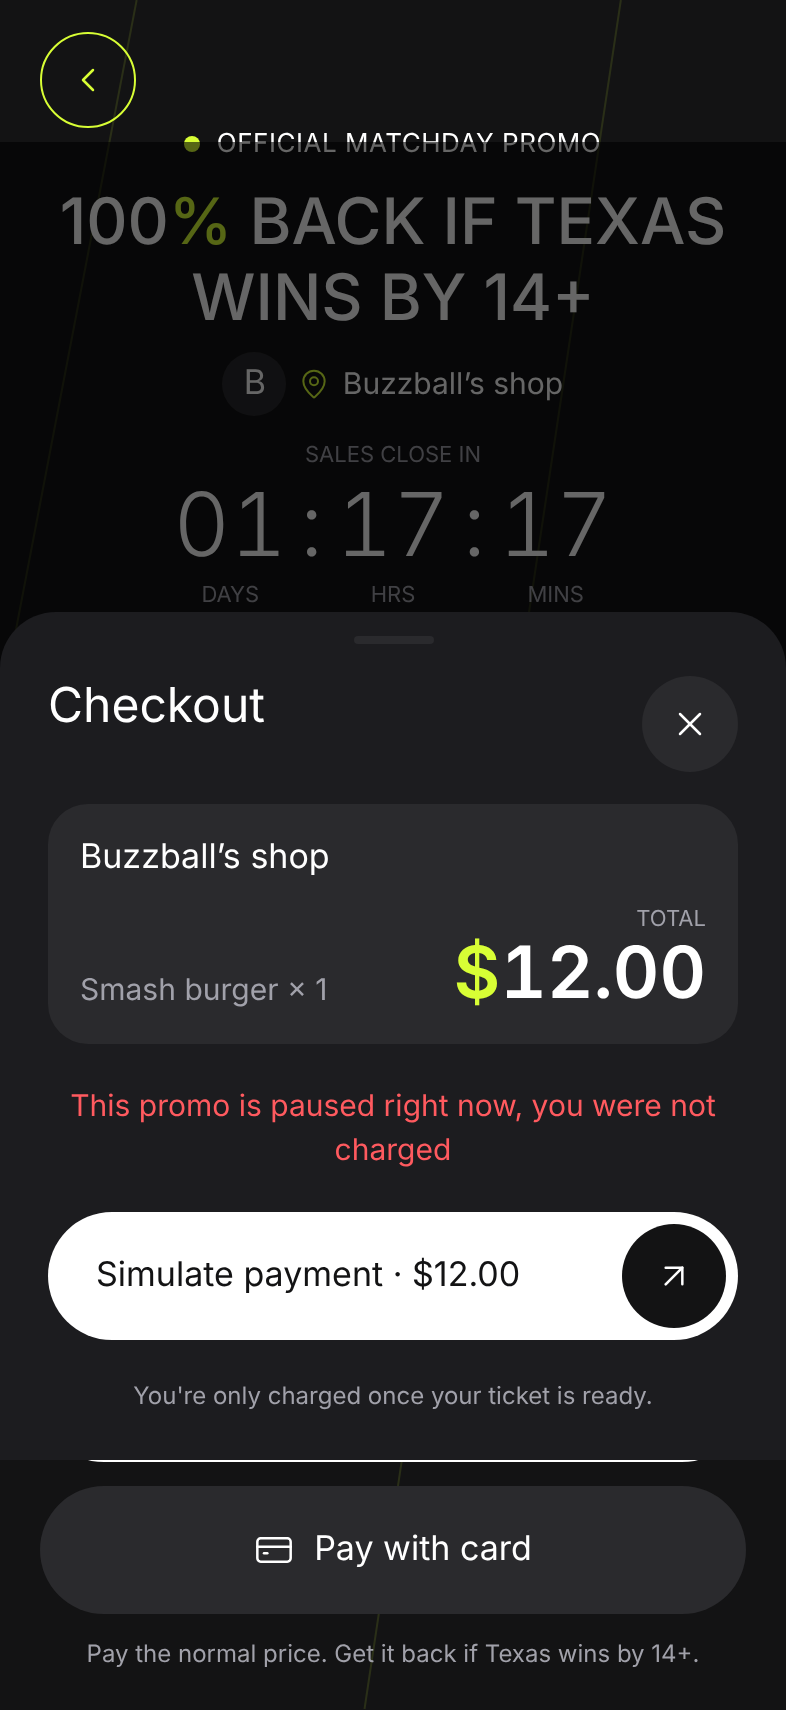 OFFICIAL MATCHDAY PROMO
100% BACK IF TEXAS
WINS BY 14+
B Buzzball’s shop
SALES CLOSE IN
01 : 17 : 17
DAYS HRS MINS
Checkout
Buzzball’s shop
TOTAL
Smash burger × 1 $12.00
This promo is paused right now, you were not
charged
Simulate payment · $12.00
You're only charged once your ticket is ready.
Pay with card
Pay the normal price. Get it back if Texas wins by 14+.